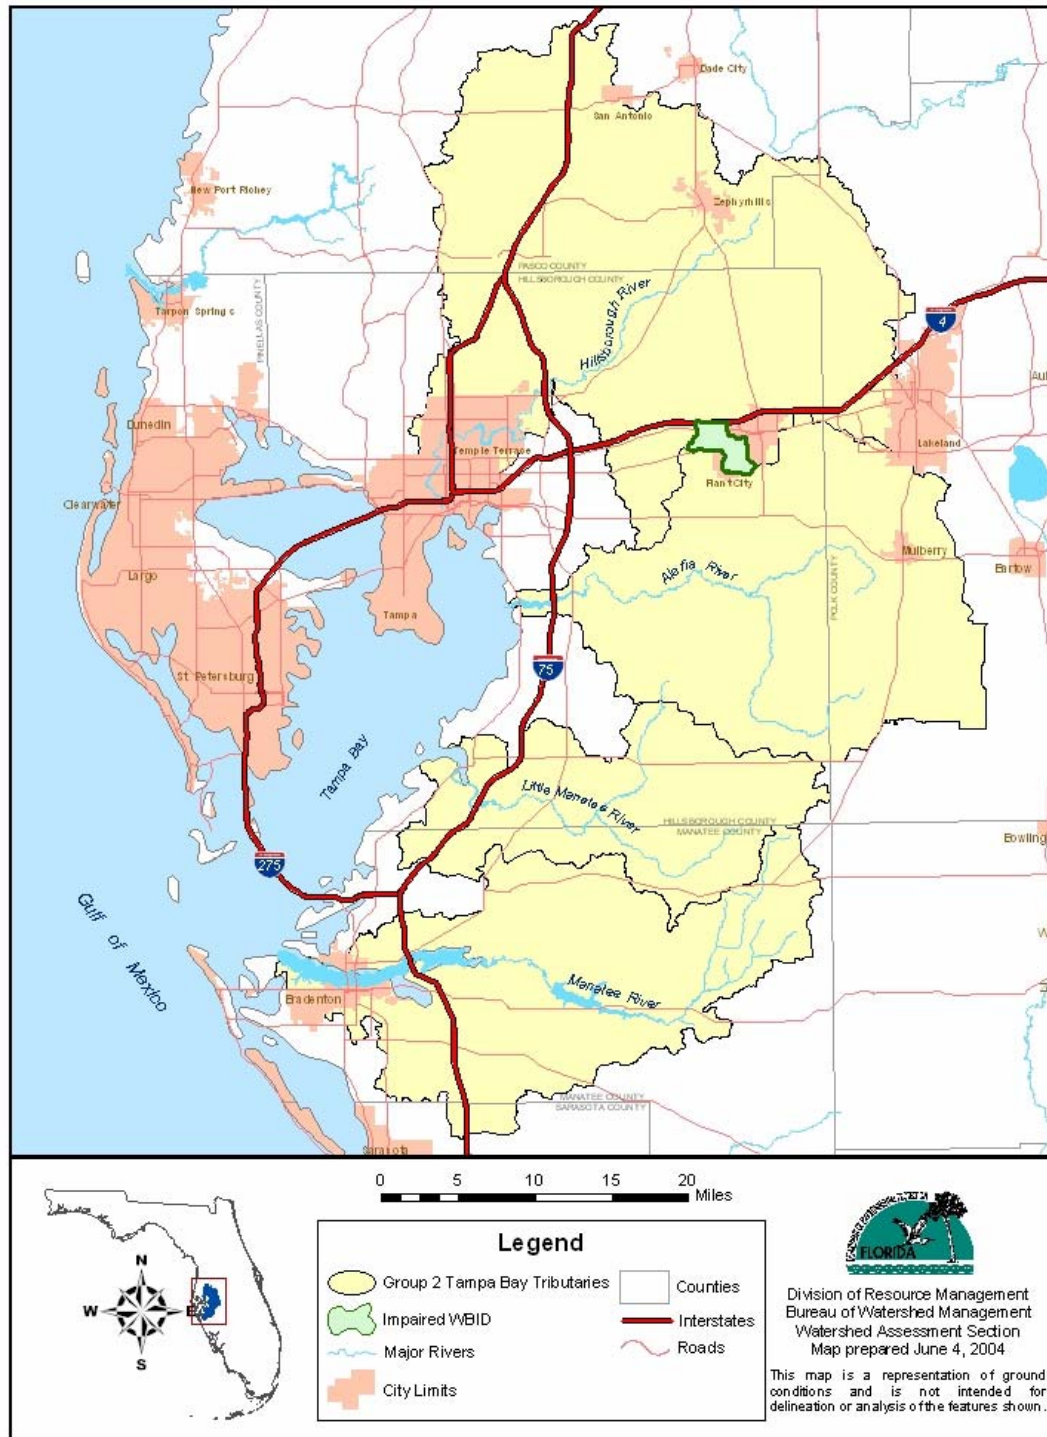 Dade City
San Antonio
New Port Richey
Zephyrhills
PASCO COUNTY
HILLSBOROUGH COUNTY
Tarpon Springs
PINELLAS COUNTY
Hillsborough River
4
Dunedin
Temple Terrace
Lakeland
Plant City
Clearwater
Mulberry
Bartow
Largo
Alafia River
POLK COUNTY
Tampa
75
St. Petersburg
Tampa Bay
Little Manatee River
HILLSBOROUGH COUNTY
MANATEE COUNTY
Bowling
275
Gulf of Mexico
Manatee River
Bradenton
MANATEE COUNTY
SARASOTA COUNTY
Sarasota
0 5 10 15 20
Miles
N
W E
S
Legend
Group 2 Tampa Bay Tributaries
Impaired WBID
Major Rivers
City Limits
Counties
Interstates
Roads
FLORIDA
Division of Resource Management
Bureau of Watershed Management
Watershed Assessment Section
Map prepared June 4, 2004
This map is a representation of ground
conditions and is not intended for
delineation or analysis of the features shown.